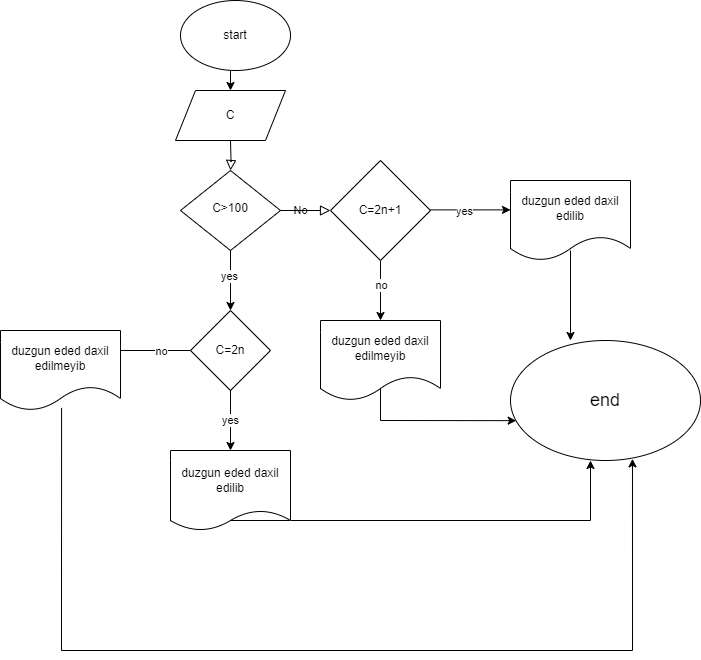 start
C
C>100
No
C=2n+1
yes
duzgun eded daxil
edilib
yes
no
C=2n
no
duzgun eded daxil
edilmeyib
duzgun eded daxil
edilmeyib
end
yes
duzgun eded daxil
edilib